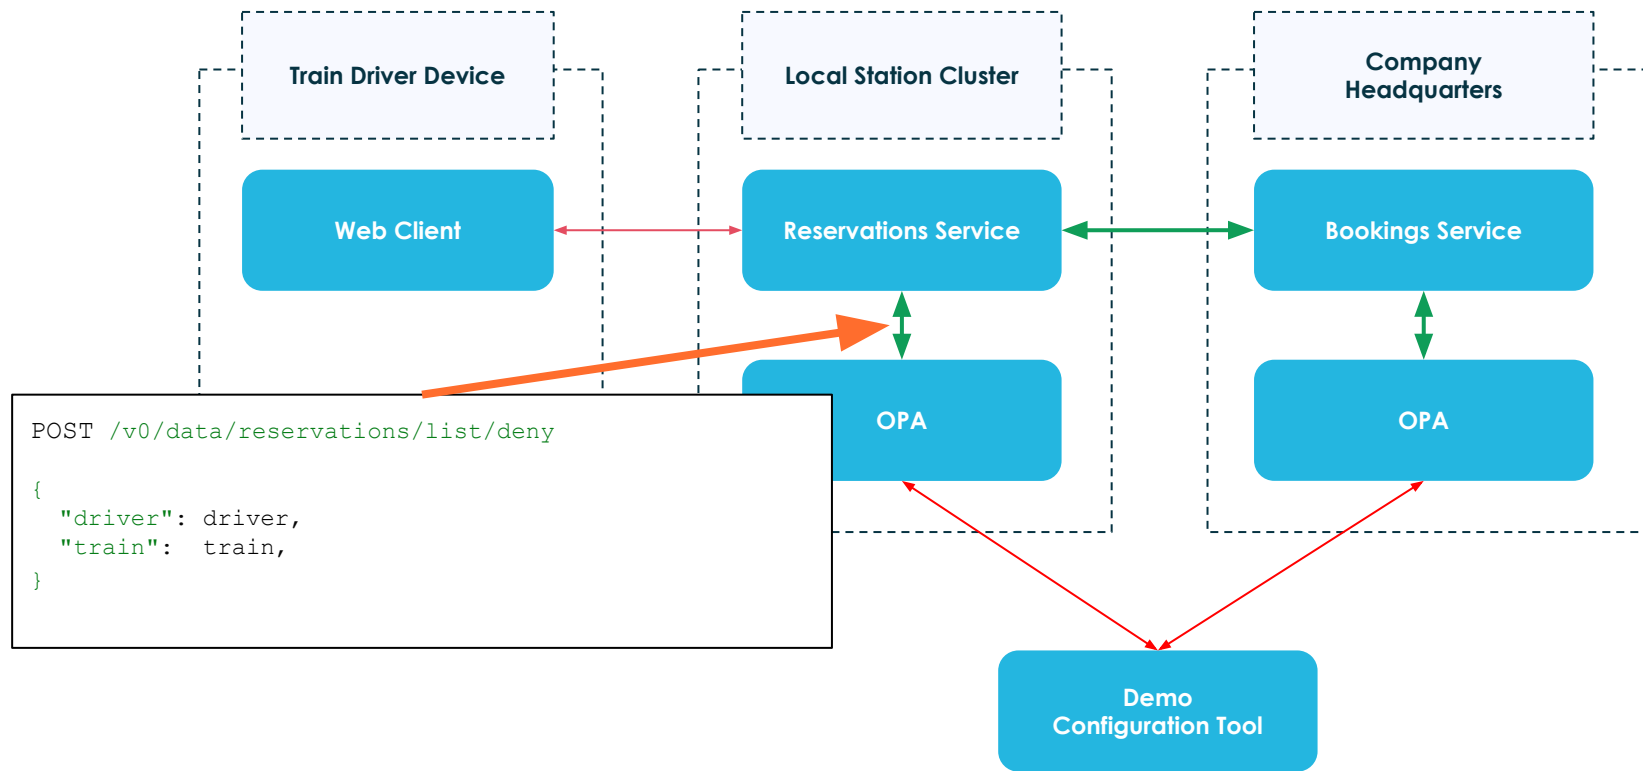 Train Driver Device
Local Station Cluster
Company
Headquarters
Web Client
Reservations Service
Bookings Service
OPA
OPA
POST /v0/data/reservations/list/deny
{
"driver": driver,
"train":  train,
}
Demo
Configuration Tool